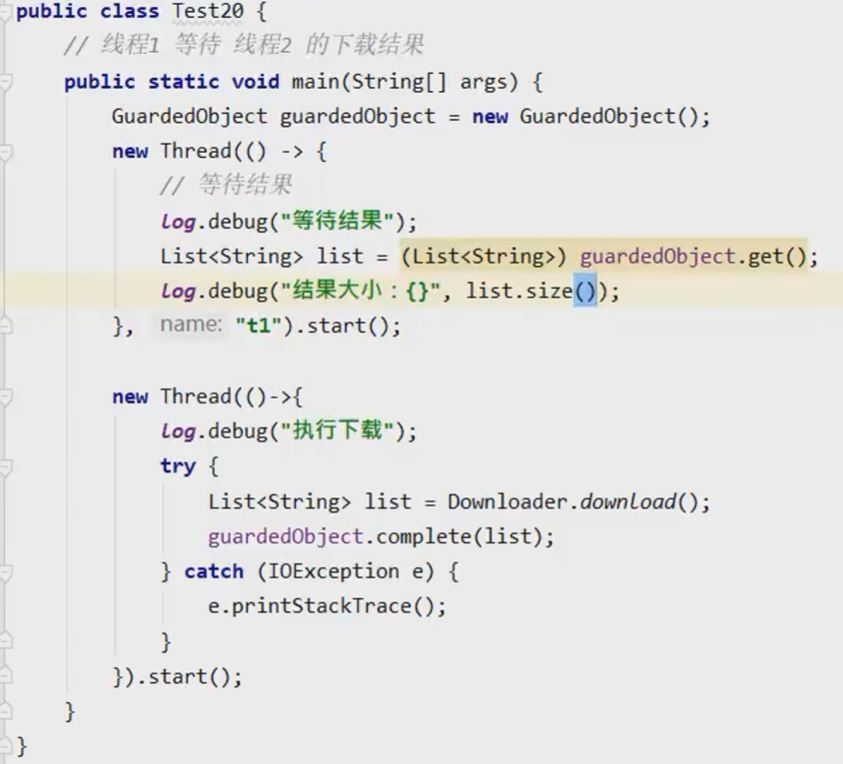 public class Test20 {
// 线程1 等待 线程2 的下载结果
public static void main(String[] args) {
GuardedObject guardedObject = new GuardedObject();
new Thread(() -> {
// 等待结果
log.debug("等待结果");
List<String> list = (List<String>) guardedObject.get();
log.debug("结果大小：{}", list.size());
}, name: "t1").start();
new Thread(()->{
log.debug("执行下载");
try {
List<String> list = Downloader.download();
guardedObject.complete(list);
} catch (IOException e) {
e.printStackTrace();
}
}).start();
}
}